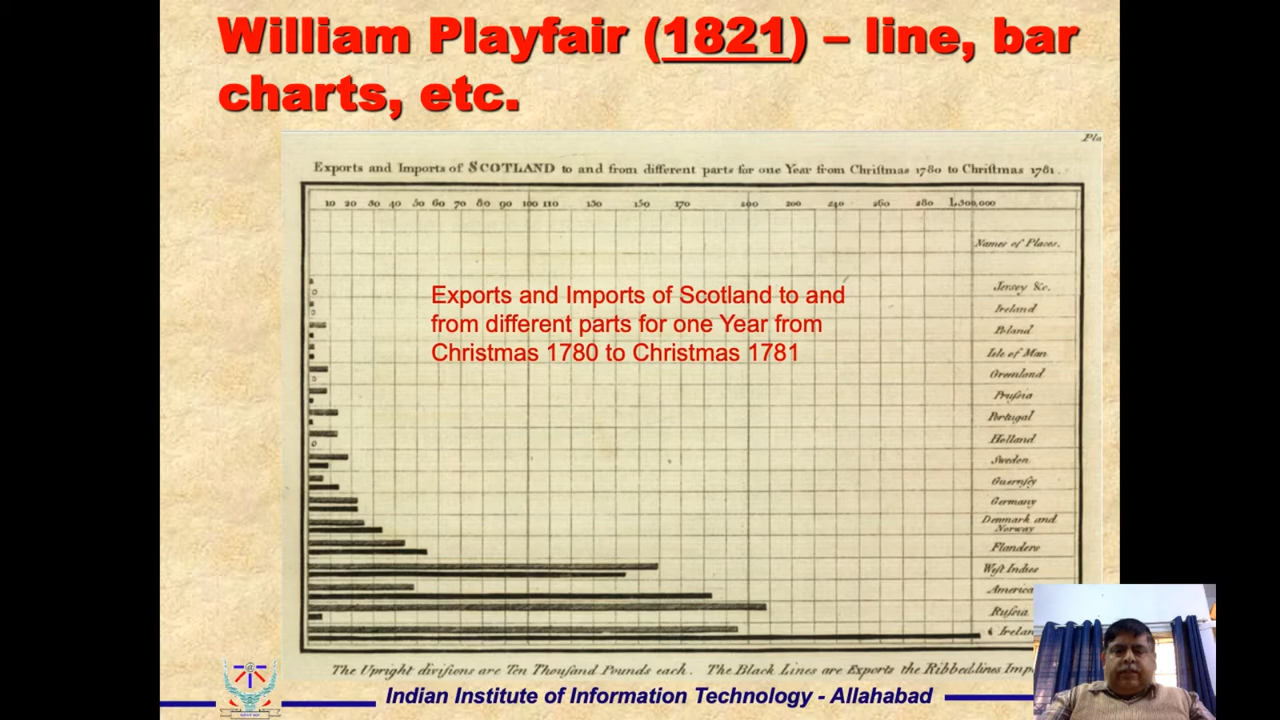 William Playfair (1821) – line, bar
charts, etc.
Pla
Exports and Imports of SCOTLAND to and from different parts for one Year from Chriſtmas 1780 to Chriſtmas 1781.
10 20 30 40 50 60 70 80 90 100 110 130 150 170 200 200 240 260 280 L300,000
Names of Places.
Jersey &c.
Ireland
Poland
Isle of Man
Greenland
Pruſsia
Portugal
Holland
Sweden
Guernſey
Germany
Denmark and
Norway
Flanders
Weſt Indies
America
Ruſsia
Irelan
Exports and Imports of Scotland to and
from different parts for one Year from
Christmas 1780 to Christmas 1781
The Upright diviſions are Ten Thouſand Pounds each. The Black Lines are Exports the Ribbed lines Imp
Indian Institute of Information Technology - Allahabad